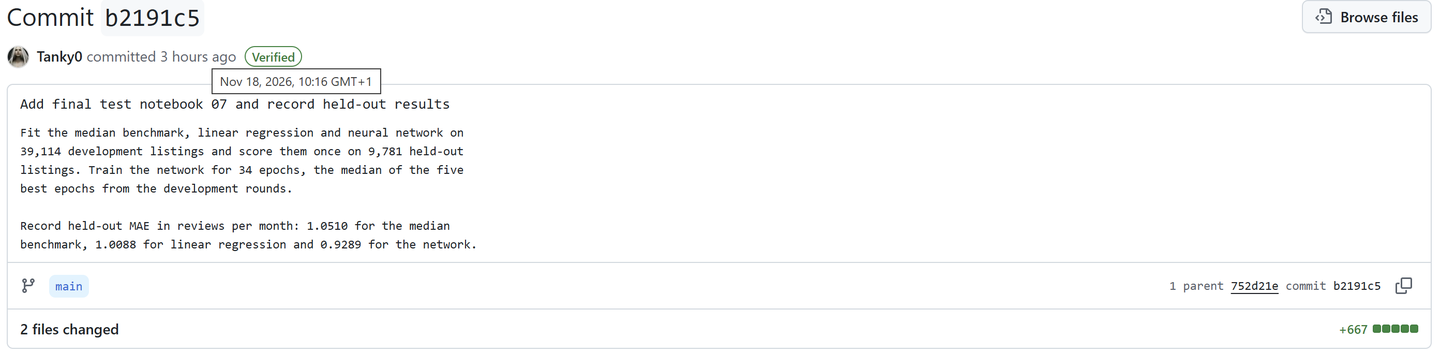 Commit b2191c5
Browse files
Tanky0 committed 3 hours ago Verified
Nov 18, 2026, 10:16 GMT+1
Add final test notebook 07 and record held-out results
Fit the median benchmark, linear regression and neural network on
39,114 development listings and score them once on 9,781 held-out
listings. Train the network for 34 epochs, the median of the five
best epochs from the development rounds.
Record held-out MAE in reviews per month: 1.0510 for the median
benchmark, 1.0088 for linear regression and 0.9289 for the network.
main
1 parent 752d21e commit b2191c5
2 files changed
+667